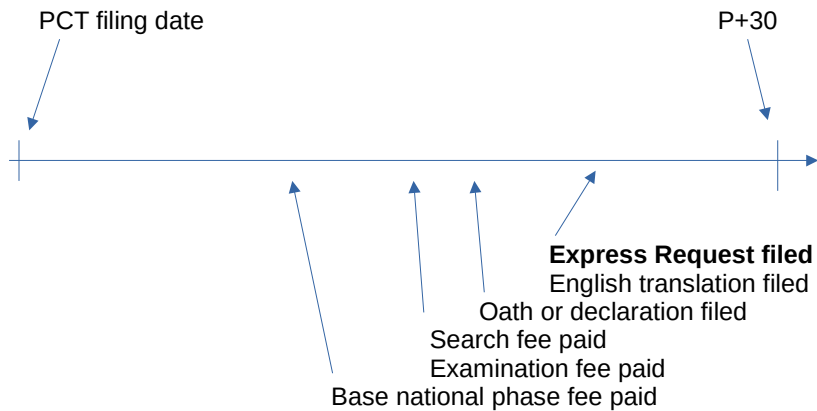 PCT filing date
P+30
Express Request filed
English translation filed
Oath or declaration filed
Search fee paid
Examination fee paid
Base national phase fee paid